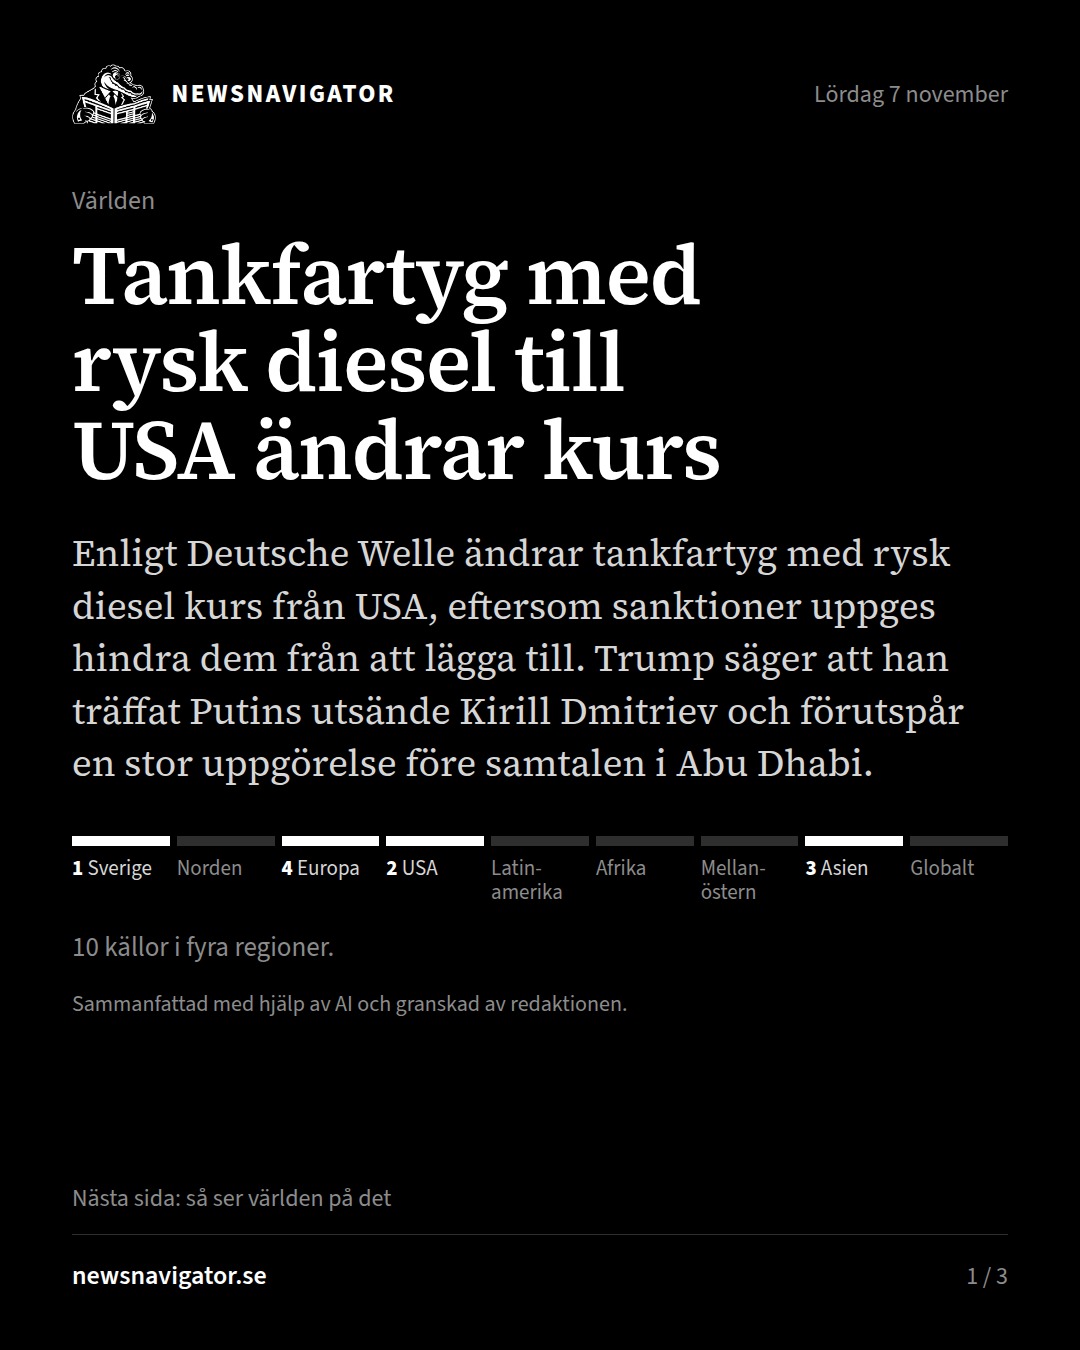 NEWSNAVIGATOR
Lördag 7 november
Världen
Tankfartyg med
rysk diesel till
USA ändrar kurs
Enligt Deutsche Welle ändrar tankfartyg med rysk
diesel kurs från USA, eftersom sanktioner uppges
hindra dem från att lägga till. Trump säger att han
träffat Putins utsände Kirill Dmitriev och förutspår
en stor uppgörelse före samtalen i Abu Dhabi.
1 Sverige
Norden
4 Europa
2 USA
Latin-
amerika
Afrika
Mellan-
östern
3 Asien
Globalt
10 källor i fyra regioner.
Sammanfattad med hjälp av AI och granskad av redaktionen.
Nästa sida: så ser världen på det
newsnavigator.se
1 / 3